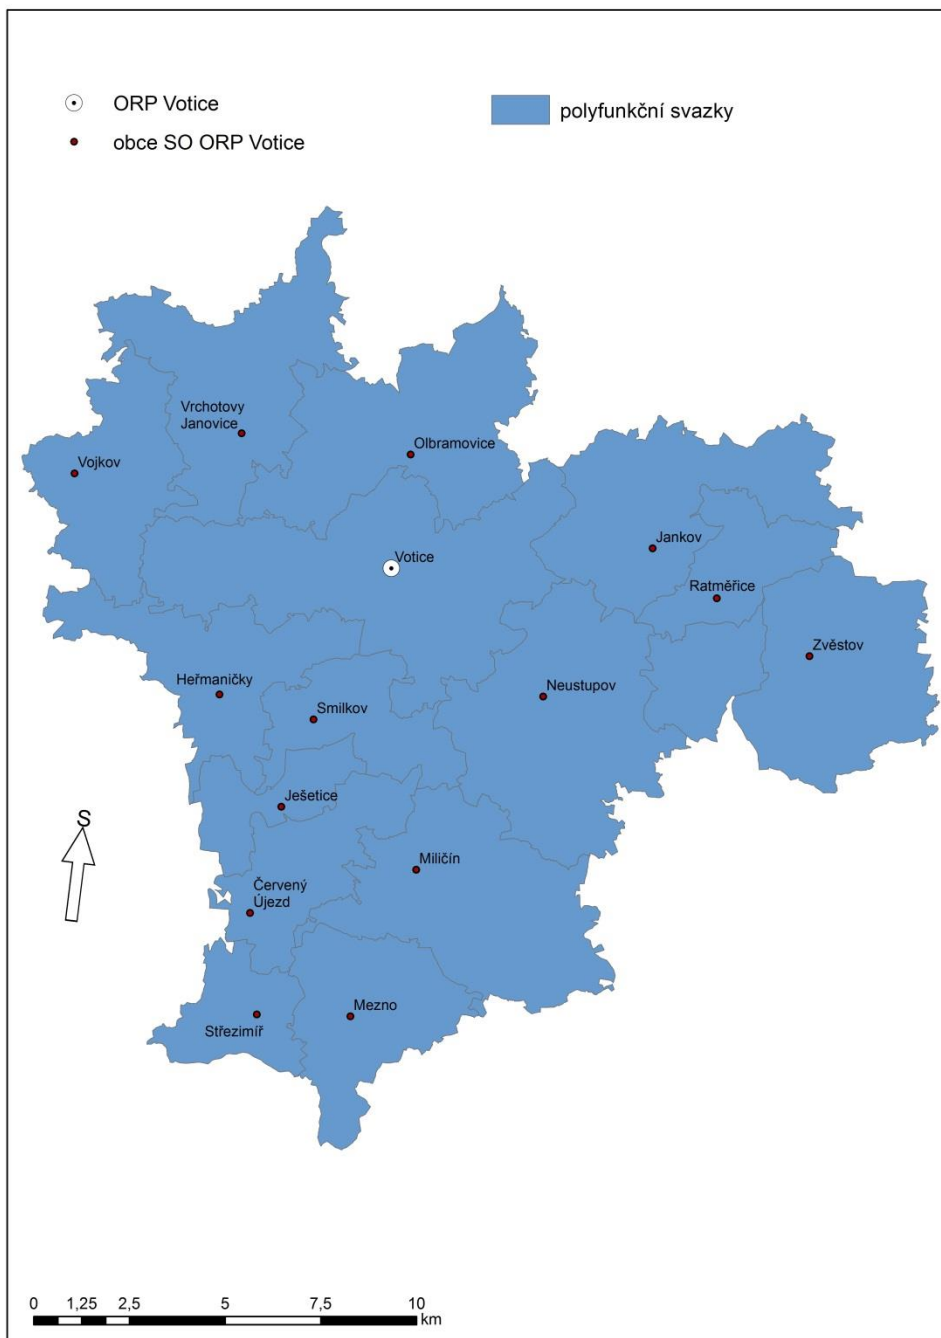 ORP Votice
obce SO ORP Votice
polyfunkční svazky
Vrchotovy
Janovice
Olbramovice
Vojkov
Jankov
Votice
Ratměřice
Zvěstov
Heřmaničky
Neustupov
Smilkov
Ješetice
S
Miličín
Červený
Újezd
Mezno
Střezimíř
0 1,25 2,5 5 7,5 10
km